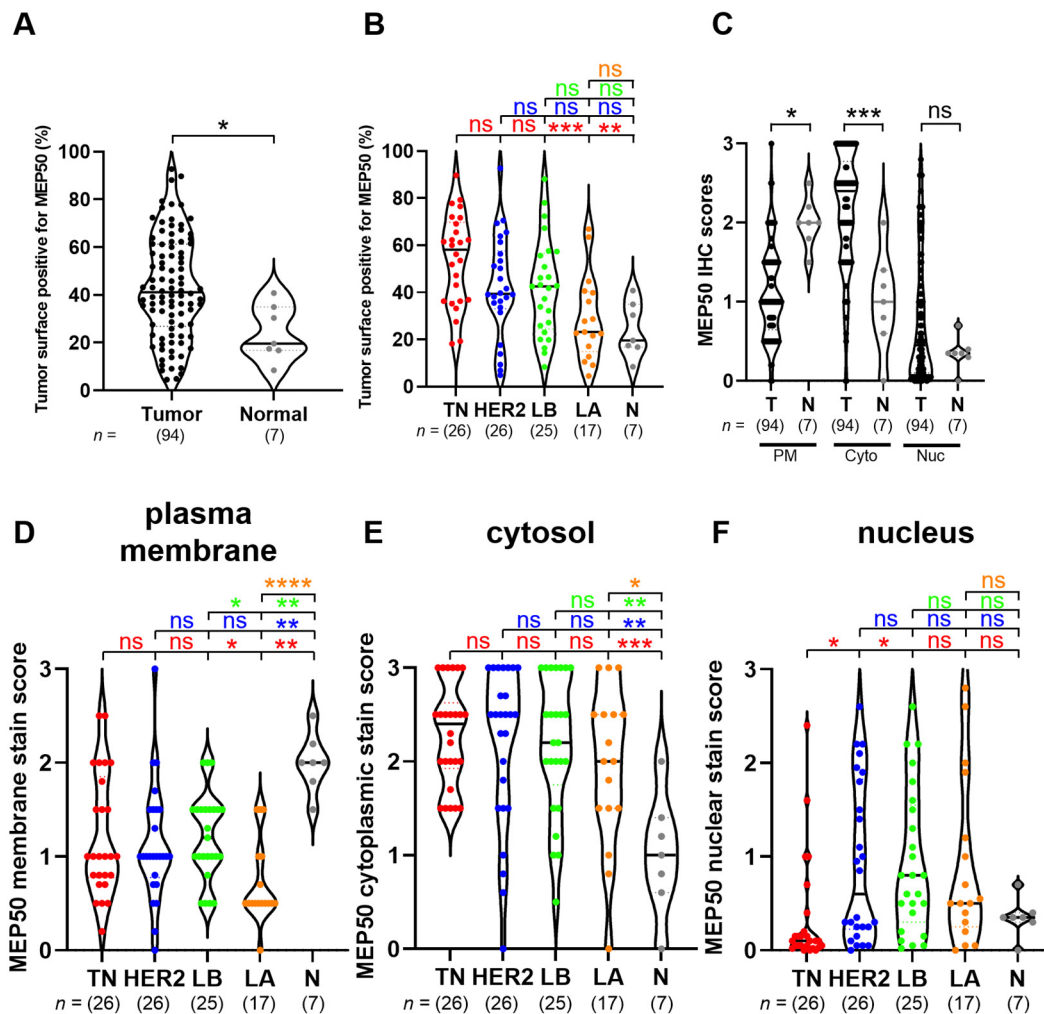 A
Tumor surface positive for MEP50 (%)
100
80
60
40
20
0
*
Tumor Normal
n = (94) (7)
B
Tumor surface positive for MEP50 (%)
100
80
60
40
20
0
ns
ns ns
ns ns ns
ns ns *** **
TN HER2 LB LA N
n = (26) (26) (25) (17) (7)
C
MEP50 IHC scores
3
2
1
0
* *** ns
T N T N T N
n = (94) (7) (94) (7) (94) (7)
PM Cyto Nuc
D
plasma
membrane
MEP50 membrane stain score
3
2
1
0
****
* **
ns ns **
ns ns * **
TN HER2 LB LA N
n = (26) (26) (25) (17) (7)
E
cytosol
MEP50 cytoplasmic stain score
3
2
1
0
*
ns **
ns ns **
ns ns ns ***
TN HER2 LB LA N
n = (26) (26) (25) (17) (7)
F
nucleus
MEP50 nuclear stain score
3
2
1
0
ns
ns ns
ns ns ns
* * ns ns
TN HER2 LB LA N
n = (26) (26) (25) (17) (7)